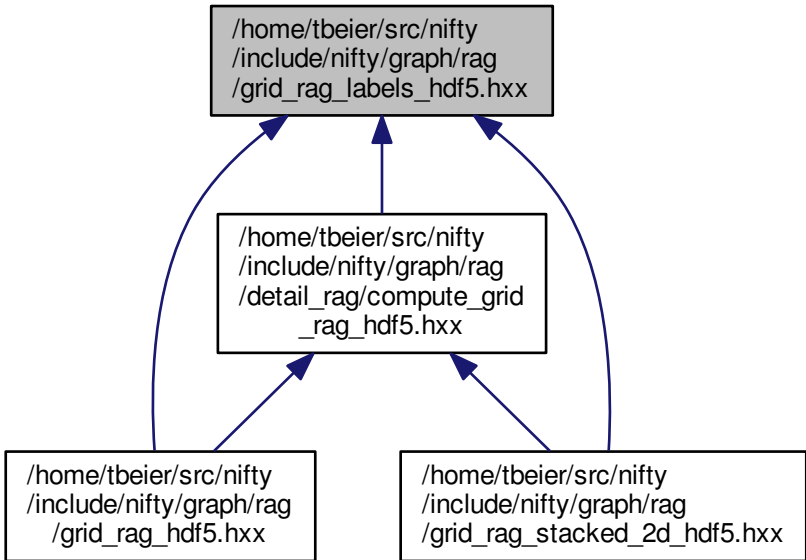 /home/tbeier/src/nifty
/include/nifty/graph/rag
/grid_rag_labels_hdf5.hxx
/home/tbeier/src/nifty
/include/nifty/graph/rag
/detail_rag/compute_grid
_rag_hdf5.hxx
/home/tbeier/src/nifty
/include/nifty/graph/rag
/grid_rag_hdf5.hxx
/home/tbeier/src/nifty
/include/nifty/graph/rag
/grid_rag_stacked_2d_hdf5.hxx